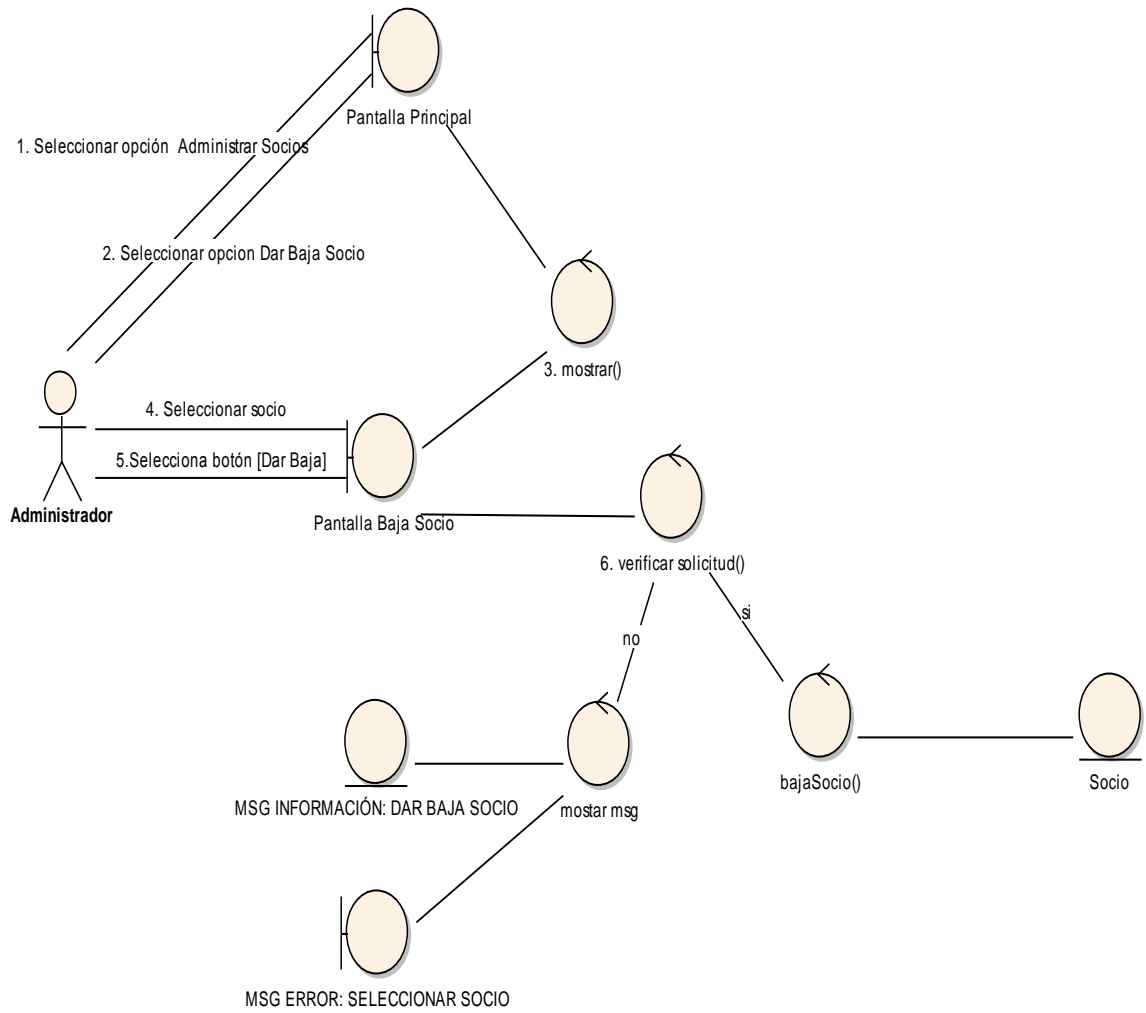 Pantalla Principal
1. Seleccionar opción  Administrar Socios
2. Seleccionar opcion Dar Baja Socio
3. mostrar()
4. Seleccionar socio
5.Selecciona botón [Dar Baja]
Administrador
Pantalla Baja Socio
6. verificar solicitud()
si
no
bajaSocio()
Socio
MSG INFORMACIÓN: DAR BAJA SOCIO
mostar msg
MSG ERROR: SELECCIONAR SOCIO